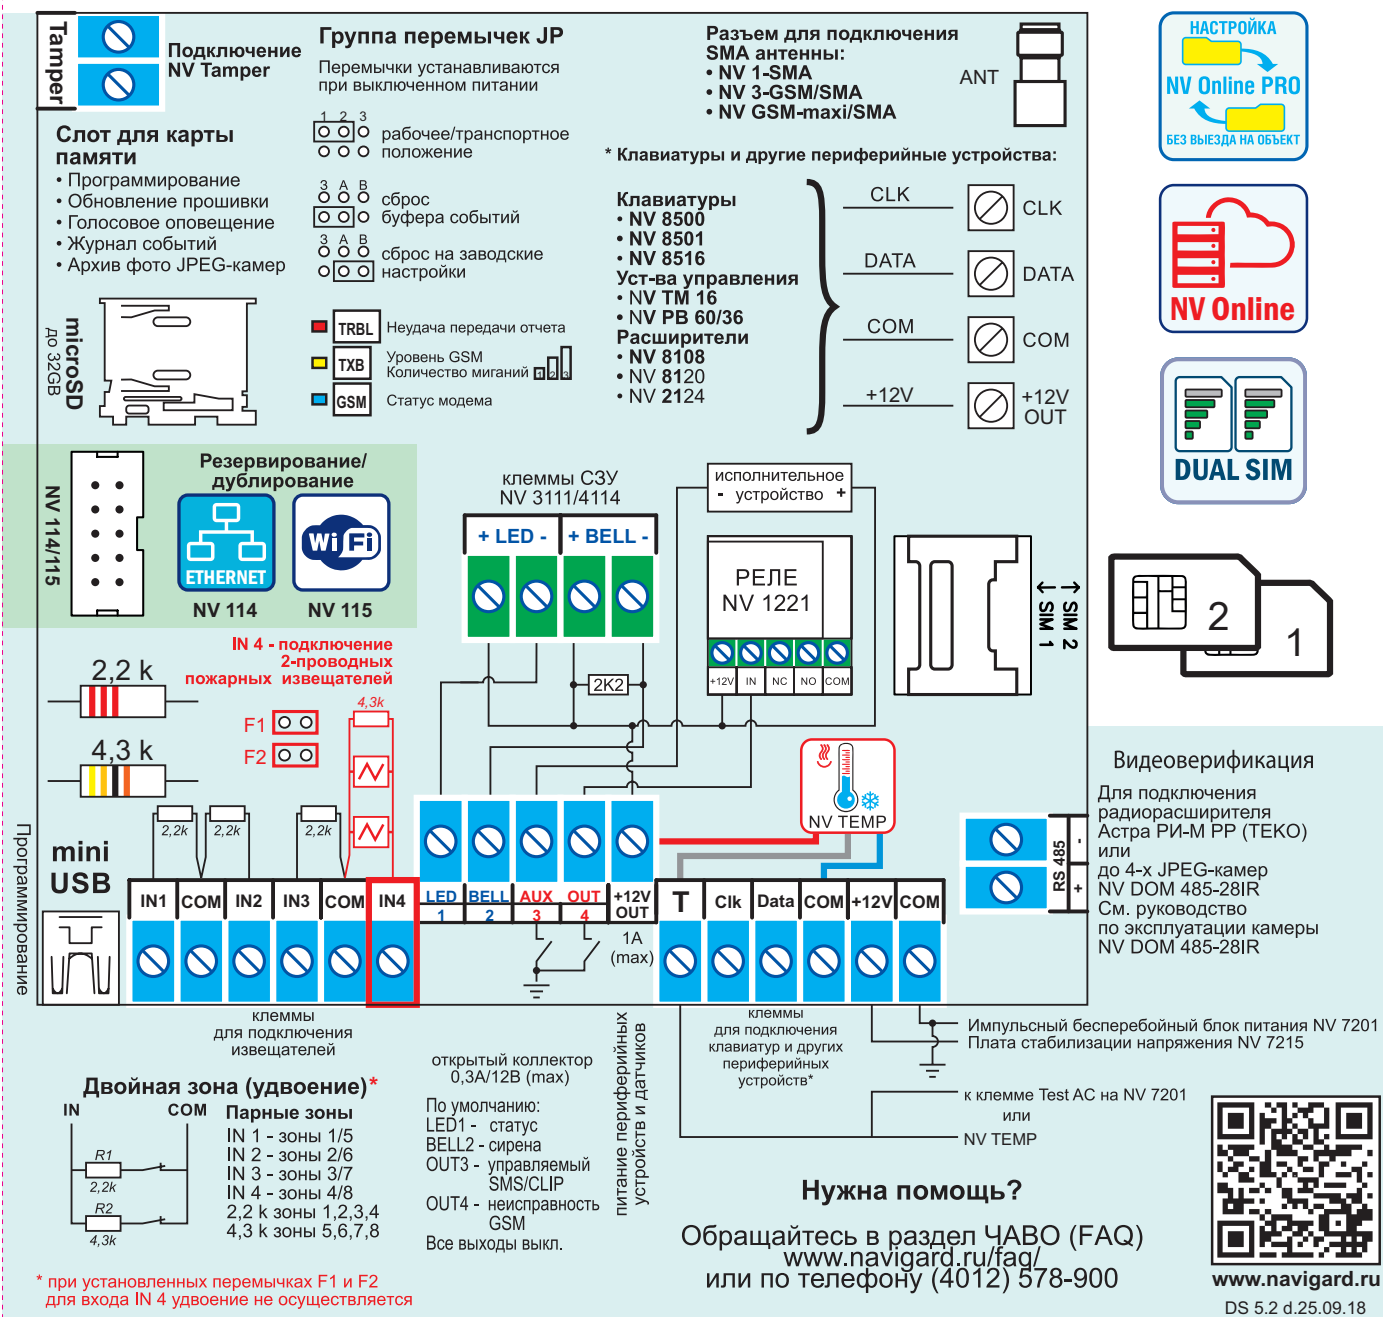 Tamper
Подключение
NV Tamper
Группа перемычек JP
Перемычки устанавливаются
при выключенном питании
1 2 3
рабочее/транспортное
положение
3 A B
сброс
буфера событий
3 A B
сброс на заводские
настройки
TRBL Неудача передачи отчета
TXB Уровень GSM
Количество миганий 1 2 3
GSM Статус модема
Слот для карты
памяти
• Программирование
• Обновление прошивки
• Голосовое оповещение
• Журнал событий
• Архив фото JPEG-камер
microSD
до 32GB
Разъем для подключения
SMA антенны:
• NV 1-SMA
• NV 3-GSM/SMA
• NV GSM-maxi/SMA
ANT
* Клавиатуры и другие периферийные устройства:
Клавиатуры
• NV 8500
• NV 8501
• NV 8516
Уст-ва управления
• NV TM 16
• NV PB 60/36
Расширители
• NV 8108
• NV 8120
• NV 2124
CLK CLK
DATA DATA
COM COM
+12V +12V
OUT
НАСТРОЙКА
NV Online PRO
БЕЗ ВЫЕЗДА НА ОБЪЕКТ
NV Online
DUAL SIM
NV 114/115
Резервирование/
дублирование
ETHERNET
Wi Fi
NV 114 NV 115
клеммы СЗУ
NV 3111/4114
+ LED - + BELL -
исполнительное
- устройство +
РЕЛЕ
NV 1221
+12V IN NC NO COM
SIM 2
SIM 1
2
1
IN 4 - подключение
2-проводных
пожарных извещателей
2,2 k
4,3 k
F1
F2
4,3k
2K2
NV TEMP
2,2k 2,2k 2,2k
Программирование
mini
USB
IN1 COM IN2 IN3 COM IN4
LED BELL AUX OUT +12V
1 2 3 4 OUT
1A
(max)
T Clk Data COM +12V COM
RS 485
-
+
Видеоверификация
Для подключения
радиорасширителя
Астра РИ-М РР (ТЕКО)
или
до 4-х JPEG-камер
NV DOM 485-28IR
См. руководство
по эксплуатации камеры
NV DOM 485-28IR
клеммы
для подключения
извещателей
открытый коллектор
0,3А/12В (max)
По умолчанию:
LED1 - статус
BELL2 - сирена
OUT3 - управляемый
SMS/CLIP
OUT4 - неисправность
GSM
Все выходы выкл.
питание периферийных
устройств и датчиков
клеммы
для подключения
клавиатур и других
периферийных
устройств*
Импульсный бесперебойный блок питания NV 7201
Плата стабилизации напряжения NV 7215
к клемме Test AC на NV 7201
или
NV TEMP
Двойная зона (удвоение)*
IN COM
R1
2,2k
R2
4,3k
Парные зоны
IN 1 - зоны 1/5
IN 2 - зоны 2/6
IN 3 - зоны 3/7
IN 4 - зоны 4/8
2,2 k зоны 1,2,3,4
4,3 k зоны 5,6,7,8
* при установленных перемычках F1 и F2
для входа IN 4 удвоение не осуществляется
Нужна помощь?
Обращайтесь в раздел ЧАВО (FAQ)
www.navigard.ru/faq/
или по телефону (4012) 578-900
www.navigard.ru
DS 5.2 d.25.09.18